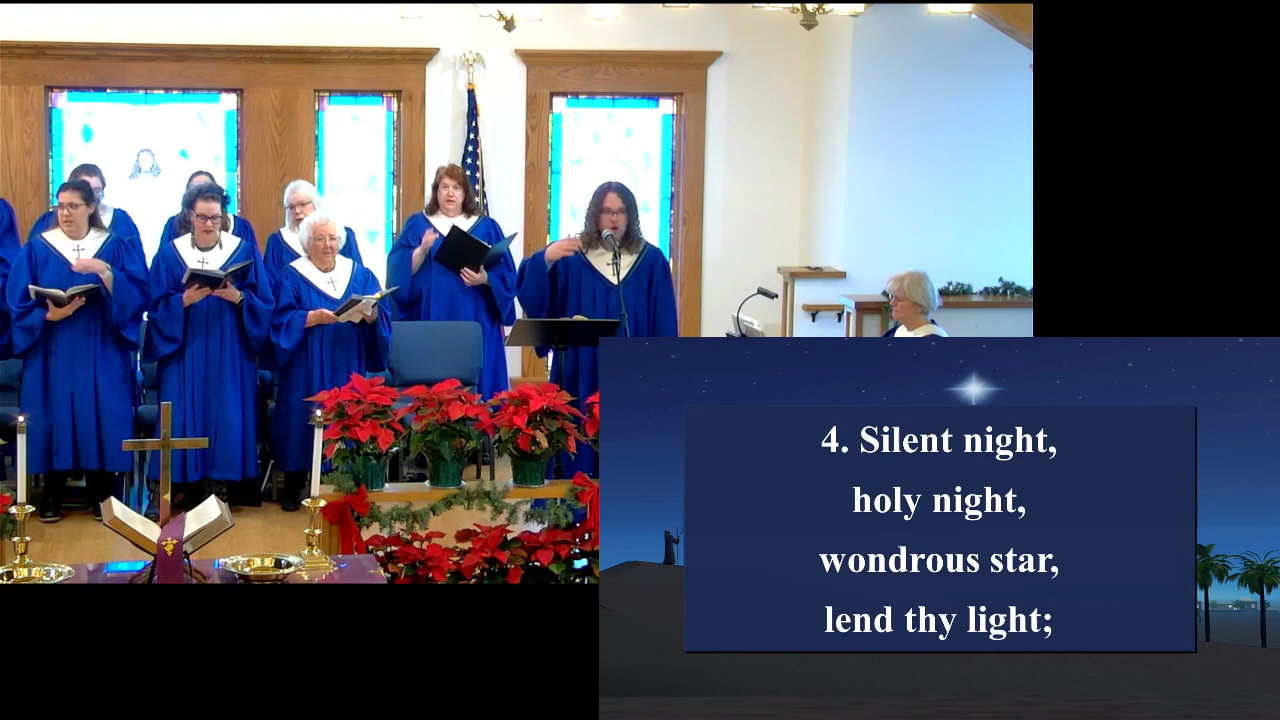 4. Silent night,
holy night,
wondrous star,
lend thy light;